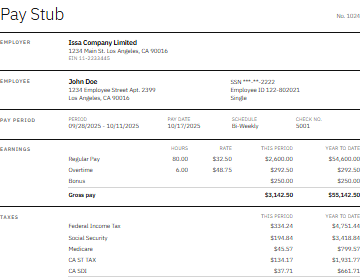 Pay Stub
No. 1024
EMPLOYER
Issa Company Limited
1234 Main St. Los Angeles, CA 90016
EIN 11-2223345
EMPLOYEE
John Doe
SSN ***-**-2222
1234 Employee Street Apt. 2399
Employee ID 122-802021
Los Angeles, CA 90016
Single
PAY PERIOD
PERIOD PAY DATE SCHEDULE CHECK NO.
09/28/2025 - 10/11/2025 10/17/2025 Bi-Weekly 5001
EARNINGS HOURS RATE THIS PERIOD YEAR TO DATE
Regular Pay 80.00 $32.50 $2,600.00 $54,600.00
Overtime 6.00 $48.75 $292.50 $292.50
Bonus $250.00 $250.00
Gross pay $3,142.50 $55,142.50
TAXES THIS PERIOD YEAR TO DATE
Federal Income Tax $334.24 $4,751.44
Social Security $194.84 $3,418.84
Medicare $45.57 $799.57
CA ST TAX $134.17 $1,931.77
CA SDI $37.71 $661.71